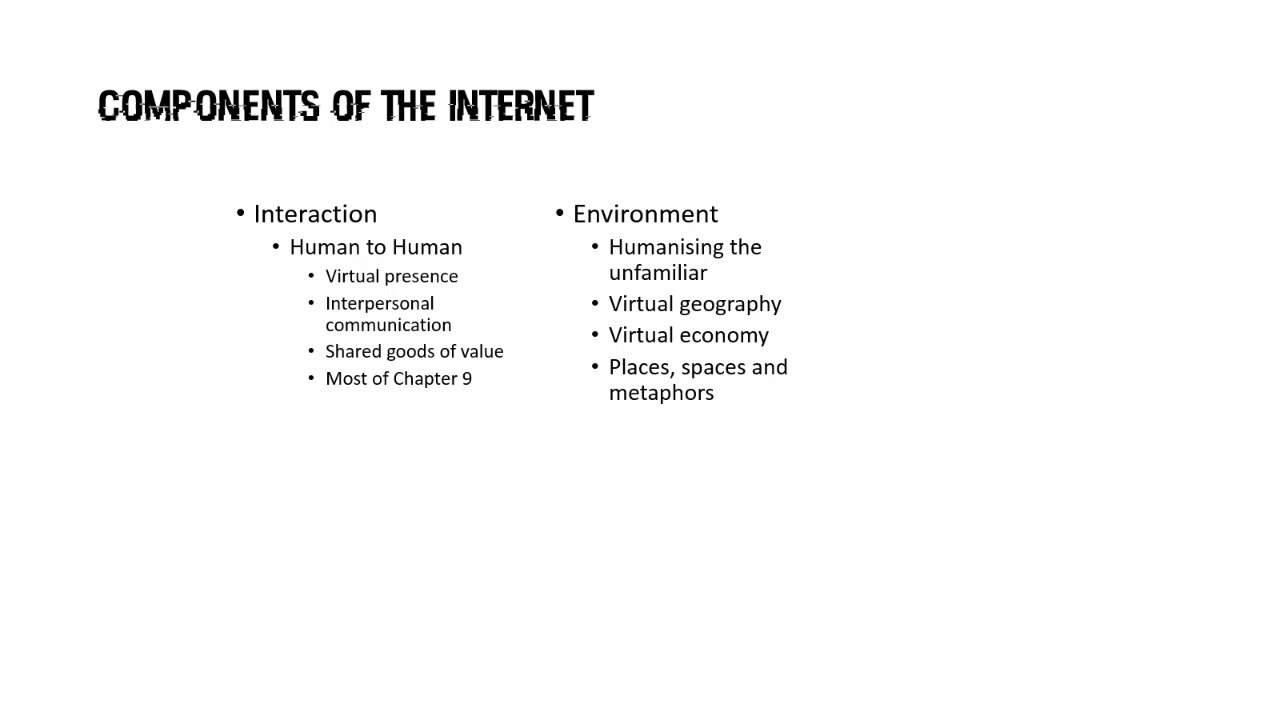 COMPONENTS OF THE INTERNET
• Interaction
• Human to Human
• Virtual presence
• Interpersonal
communication
• Shared goods of value
• Most of Chapter 9
• Environment
• Humanising the
unfamiliar
• Virtual geography
• Virtual economy
• Places, spaces and
metaphors